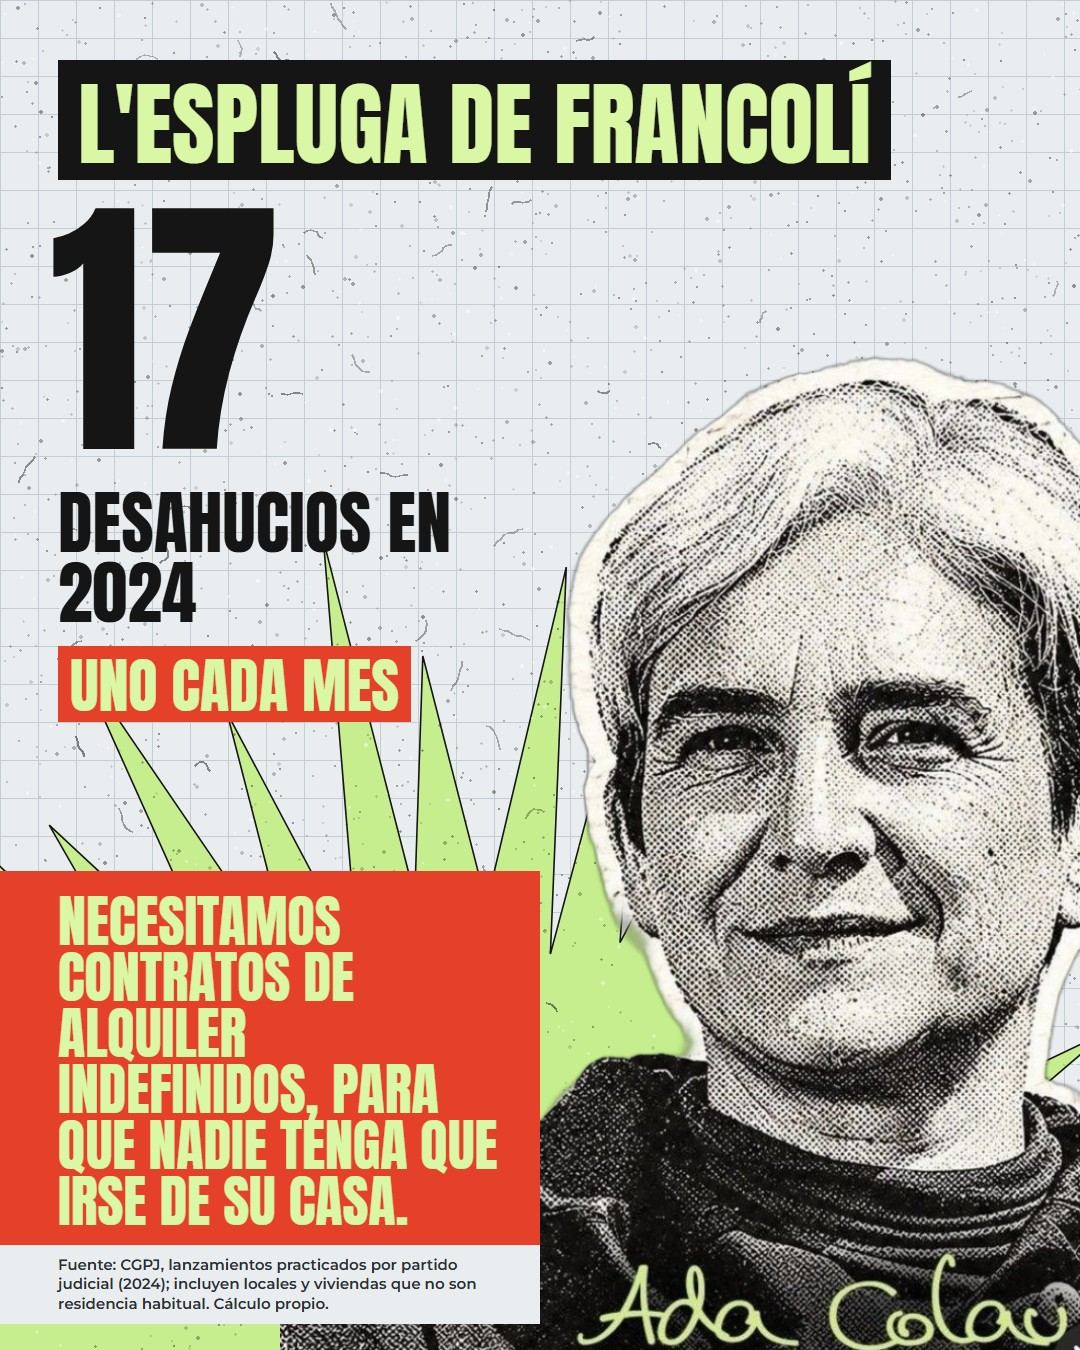 L'ESPLUGA DE FRANCOLÍ
17
DESAHUCIOS EN
2024
UNO CADA MES
NECESITAMOS
CONTRATOS DE
ALQUILER
INDEFINIDOS, PARA
QUE NADIE TENGA QUE
IRSE DE SU CASA.
Fuente: CGPJ, lanzamientos practicados por partido
judicial (2024); incluyen locales y viviendas que no son
residencia habitual. Cálculo propio.
Ada Colau